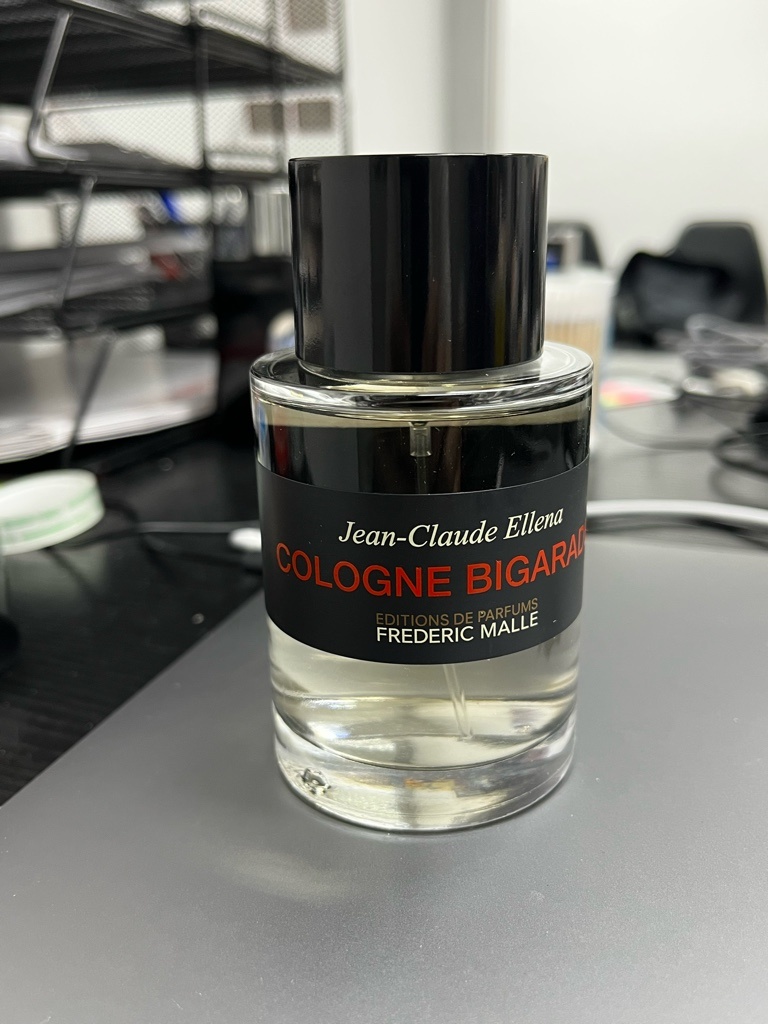 Jean-Claude Ellena
COLOGNE BIGARAD
EDITIONS DE PARFUMS
FREDERIC MALLE